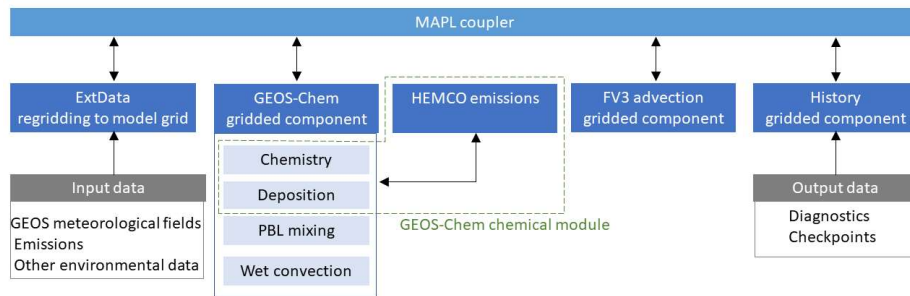 MAPL coupler
ExtData
regridding to model grid
GEOS-Chem
gridded component
HEMCO emissions
FV3 advection
gridded component
History
gridded component
Chemistry
Deposition
PBL mixing
Wet convection
GEOS-Chem chemical module
Input data
GEOS meteorological fields
Emissions
Other environmental data
Output data
Diagnostics
Checkpoints